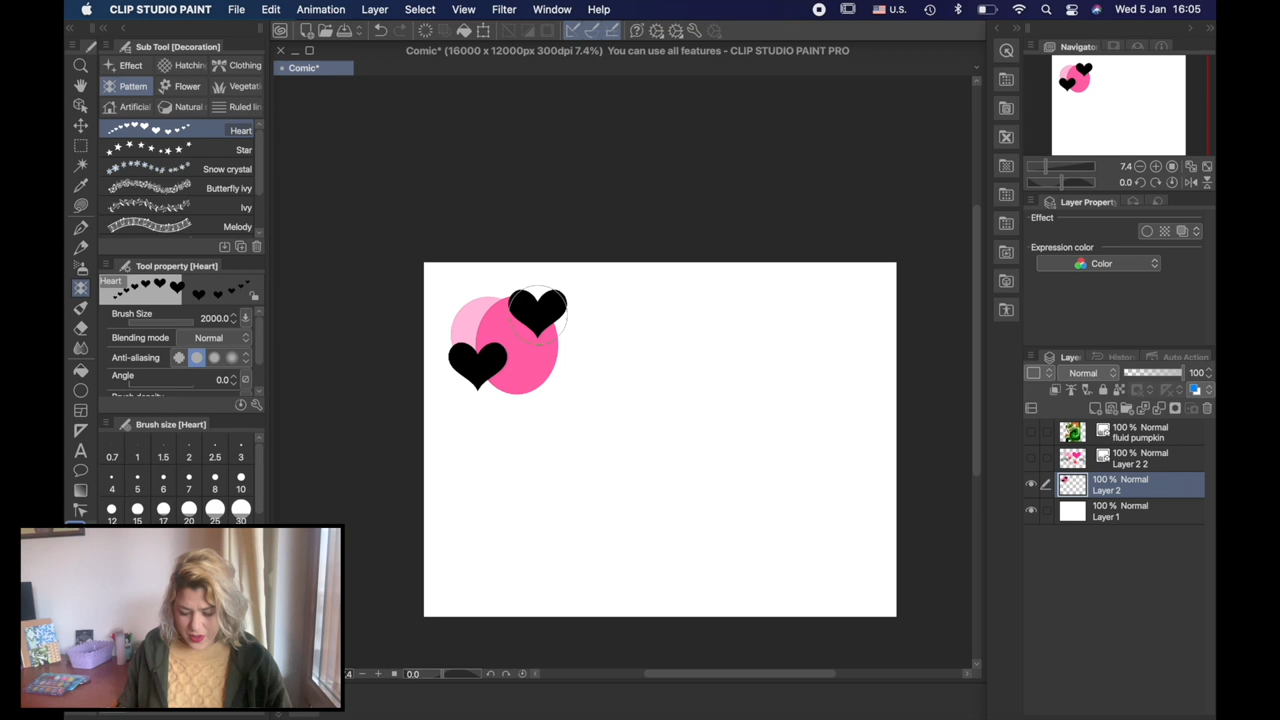 CLIP STUDIO PAINT File Edit Animation Layer Select View Filter Window Help U.S. Wed 5 Jan 16:05
Comic* (16000 x 12000px 300dpi 7.4%) You can use all features - CLIP STUDIO PAINT PRO
Comic*
Sub Tool [Decoration]
Effect Hatchin Clothing
Pattern Flower Vegetati
Artificial Natural Ruled lin
Heart
Star
Snow crystal
Butterfly ivy
Ivy
Melody
Tool property [Heart]
Heart
Brush Size 2000.0
Blending mode Normal
Anti-aliasing
Angle 0.0
Brush size [Heart]
0.7 1 1.5 2 2.5 3
4 5 6 7 8 10
12 15 17 20 25 30
0.0
Navigator
7.4
0.0
Layer Property
Effect
Expression color
Color
Layer History Auto Action
Normal 100
100 % Normal
fluid pumpkin
100 % Normal
Layer 2 2
100 % Normal
Layer 2
100 % Normal
Layer 1